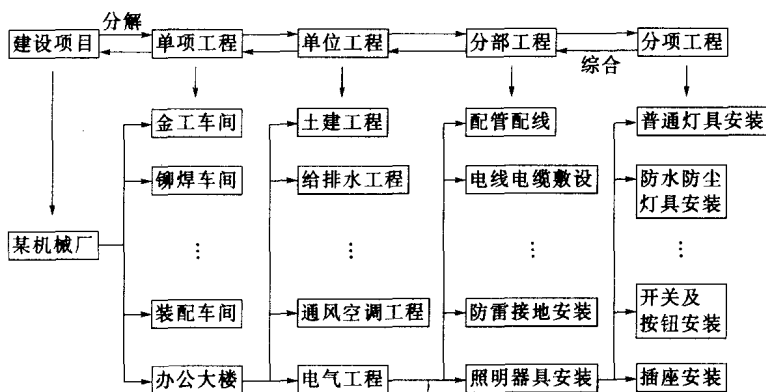 分解
建设项目
单项工程
单位工程
分部工程
分项工程
综合
金工车间
土建工程
配管配线
普通灯具安装
铆焊车间
给排水工程
电线电缆敷设
防水防尘
灯具安装
某机械厂
⋮
⋮
⋮
⋮
装配车间
通风空调工程
防雷接地安装
开关及
按钮安装
办公大楼
电气工程
照明器具安装
插座安装